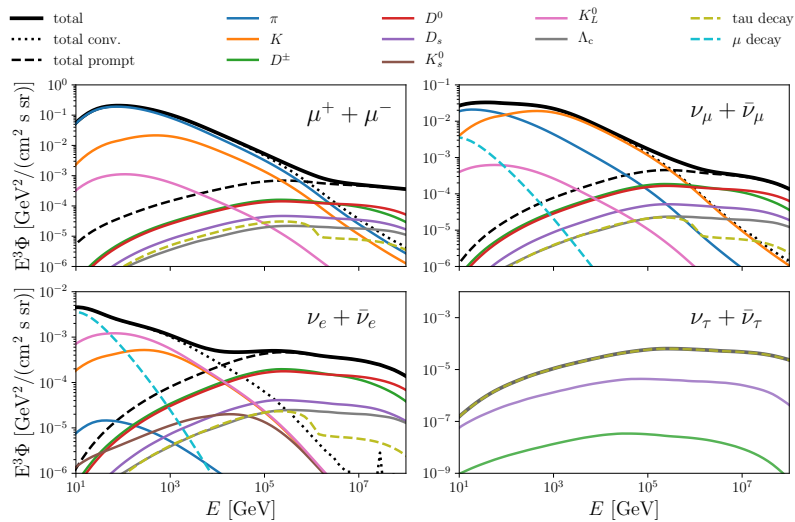 total
total conv.
total prompt
π
K
D±
D⁰
Dₛ
K⁰ₛ
K⁰_L
Λ_c
tau decay
μ decay
E³Φ [GeV²/(cm² s sr)]
10⁰
10⁻¹
10⁻²
10⁻³
10⁻⁴
10⁻⁵
10⁻⁶
μ⁺ + μ⁻
10⁰
10⁻¹
10⁻²
10⁻³
10⁻⁴
10⁻⁵
10⁻⁶
ν_μ + ν̄_μ
E³Φ [GeV²/(cm² s sr)]
10⁻²
10⁻³
10⁻⁴
10⁻⁵
10⁻⁶
ν_e + ν̄_e
10¹ 10³ 10⁵ 10⁷
E [GeV]
10⁻³
10⁻⁵
10⁻⁷
10⁻⁹
ν_τ + ν̄_τ
10¹ 10³ 10⁵ 10⁷
E [GeV]